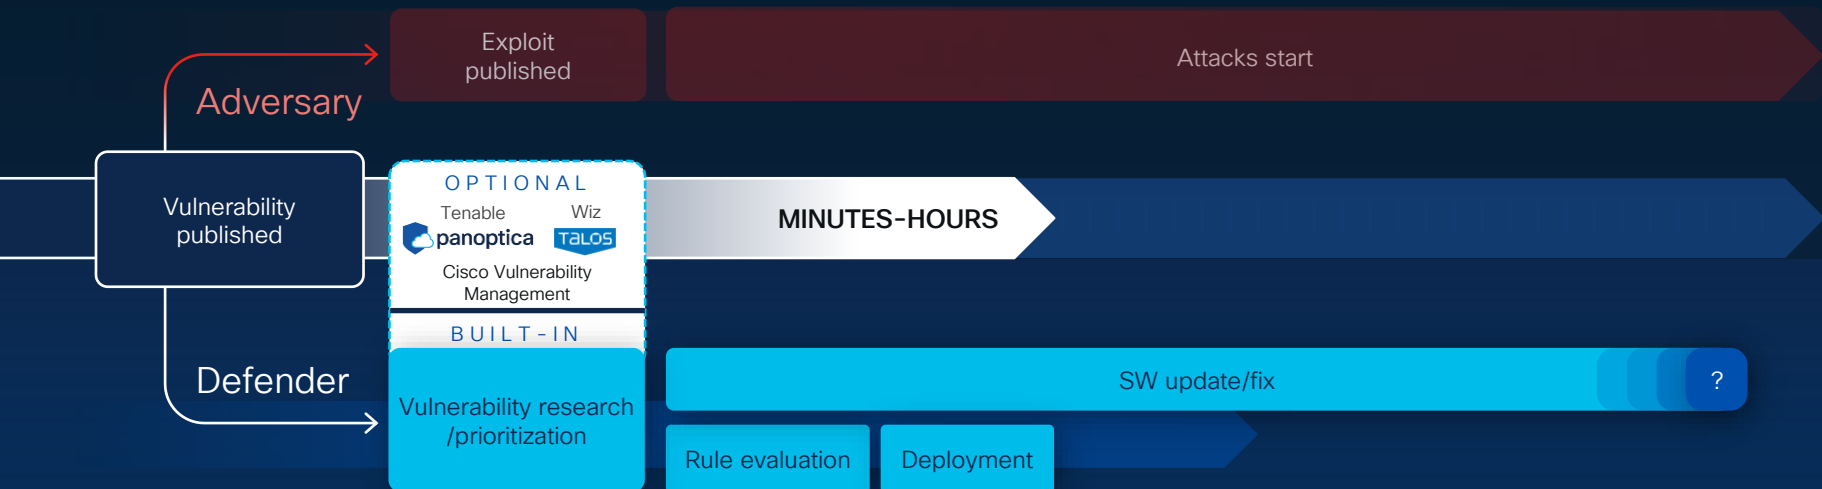 Exploit
published
Attacks start
Adversary
Vulnerability
published
OPTIONAL
Tenable
Wiz
panoptica
TALOS
Cisco Vulnerability
Management
MINUTES-HOURS
BUILT-IN
Defender
Vulnerability research
/prioritization
SW update/fix
?
Rule evaluation
Deployment